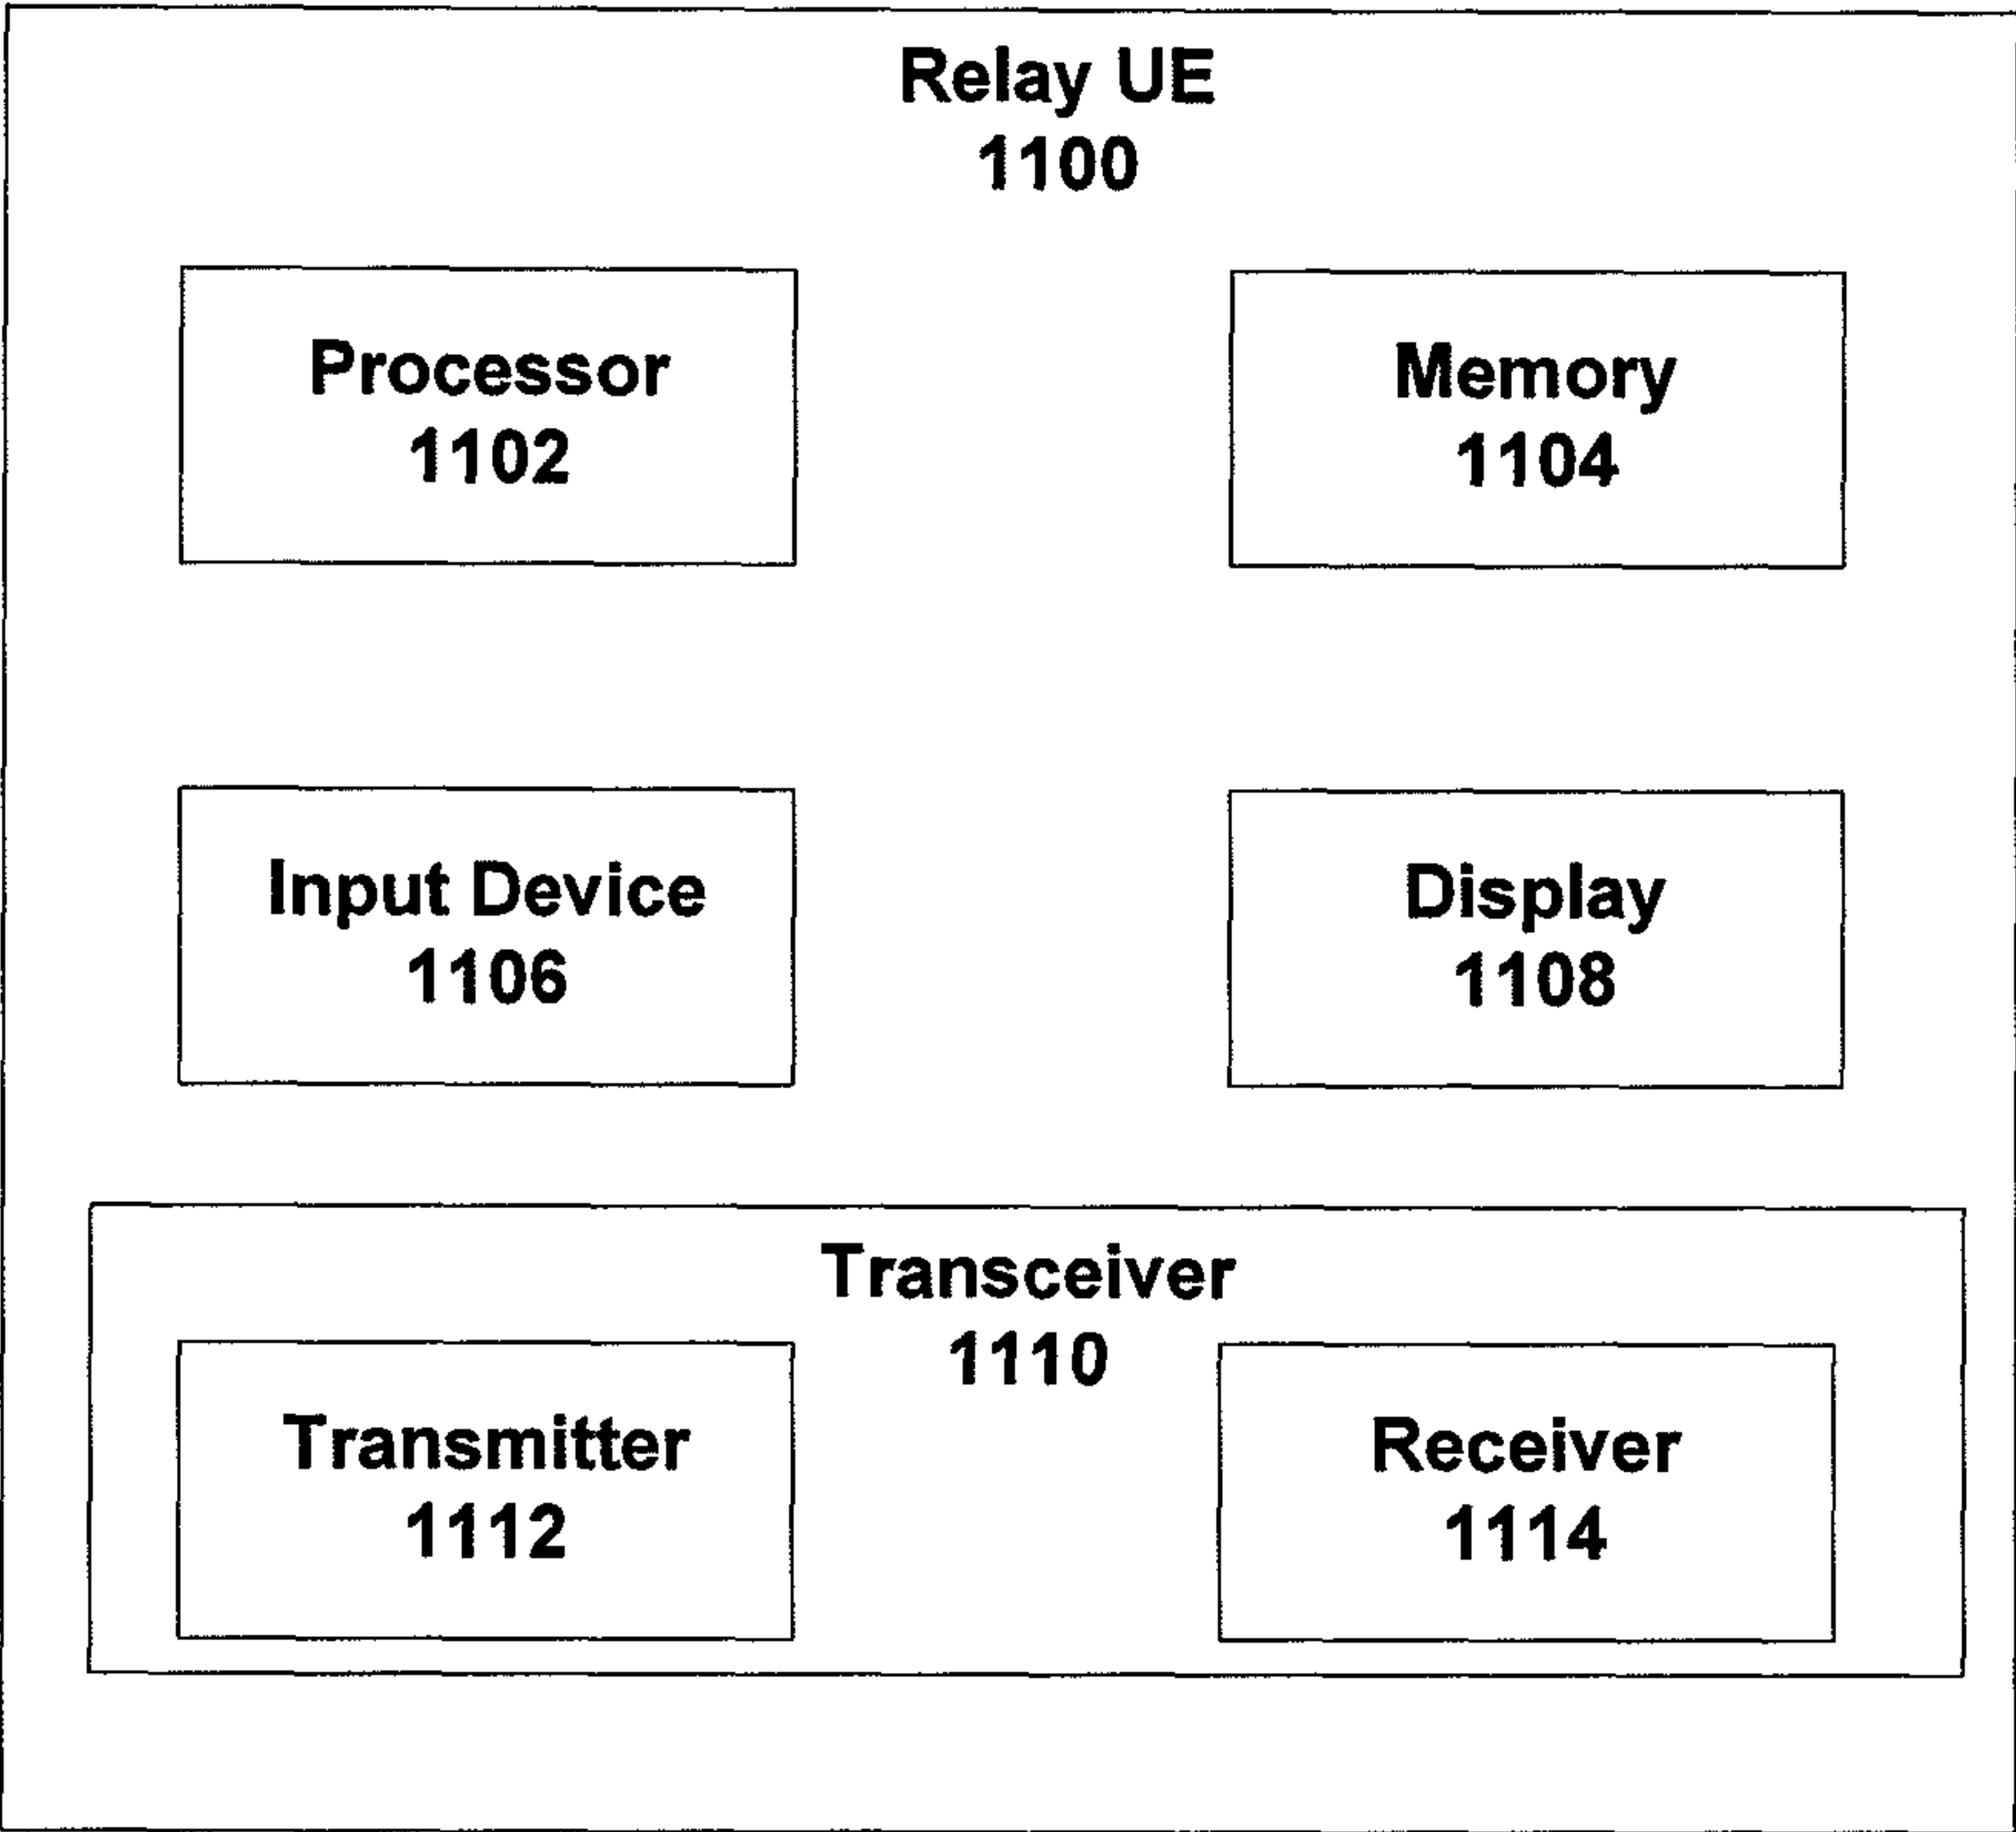 Relay UE
1100
Processor
1102
Memory
1104
Input Device
1106
Display
1108
Transceiver
1110
Transmitter
1112
Receiver
1114